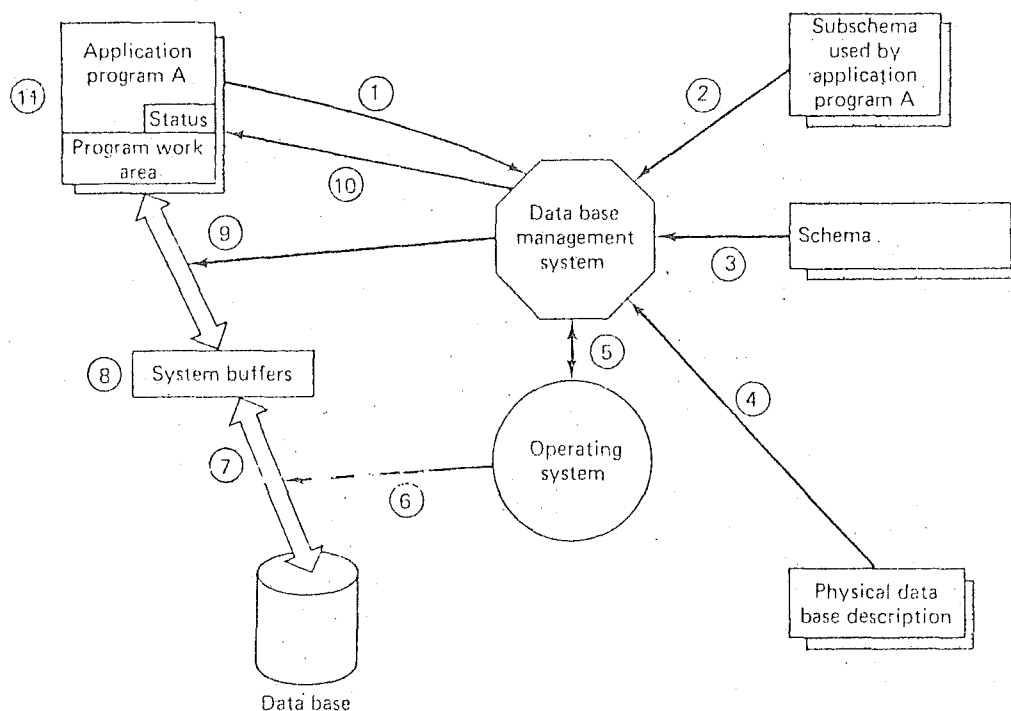 Application
program A
Status
Program work
area
11
1
10
2
Subschema
used by
application
program A
Data base
management
system
3
Schema
9
8
System buffers
5
4
7
Operating
system
6
Physical data
base description
Data base